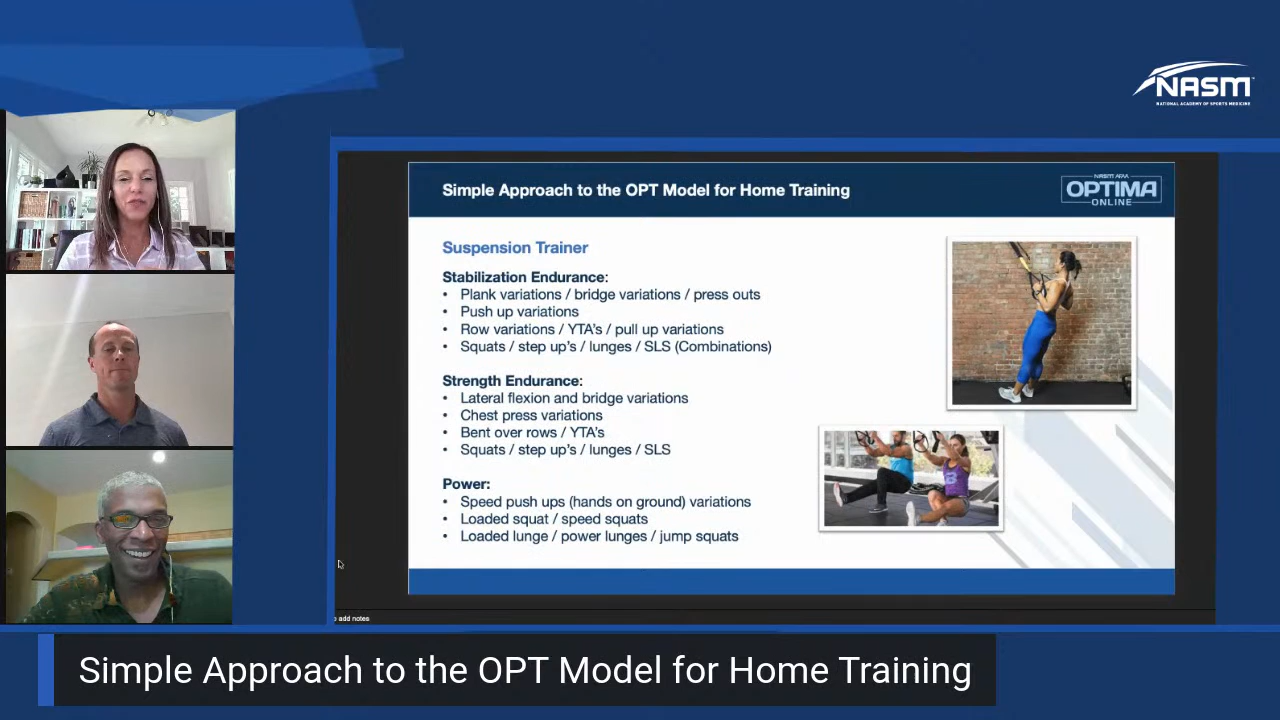 NASM
NATIONAL ACADEMY OF SPORTS MEDICINE
Simple Approach to the OPT Model for Home Training
NASM AFAA
OPTIMA
ONLINE
Suspension Trainer
Stabilization Endurance:
• Plank variations / bridge variations / press outs
• Push up variations
• Row variations / YTA's / pull up variations
• Squats / step up's / lunges / SLS (Combinations)
Strength Endurance:
• Lateral flexion and bridge variations
• Chest press variations
• Bent over rows / YTA's
• Squats / step up's / lunges / SLS
Power:
• Speed push ups (hands on ground) variations
• Loaded squat / speed squats
• Loaded lunge / power lunges / jump squats
add notes
Simple Approach to the OPT Model for Home Training